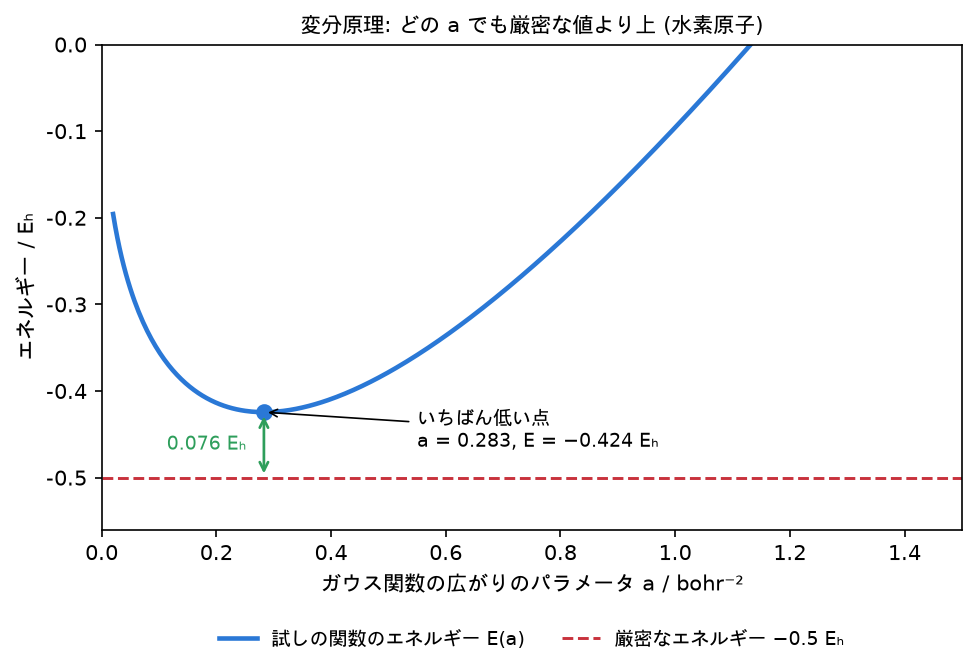 変分原理: どの a でも厳密な値より上 (水素原子)
エネルギー / Eₕ
0.0
-0.1
-0.2
-0.3
-0.4
-0.5
いちばん低い点
a = 0.283, E = −0.424 Eₕ
0.076 Eₕ
0.0 0.2 0.4 0.6 0.8 1.0 1.2 1.4
ガウス関数の広がりのパラメータ a / bohr⁻²
試しの関数のエネルギー E(a)
厳密なエネルギー −0.5 Eₕ